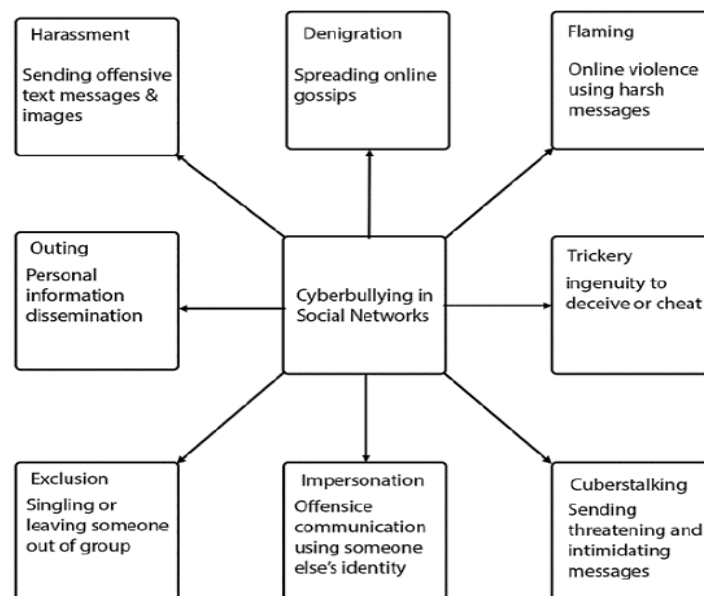 Harassment
Sending offensive
text messages &
images
Denigration
Spreading online
gossips
Flaming
Online violence
using harsh
messages
Outing
Personal
information
dissemination
Cyberbullying in
Social Networks
Trickery
ingenuity to
deceive or cheat
Exclusion
Singling or
leaving someone
out of group
Impersonation
Offensice
communication
using someone
else's identity
Cuberstalking
Sending
threatening and
intimidating
messages